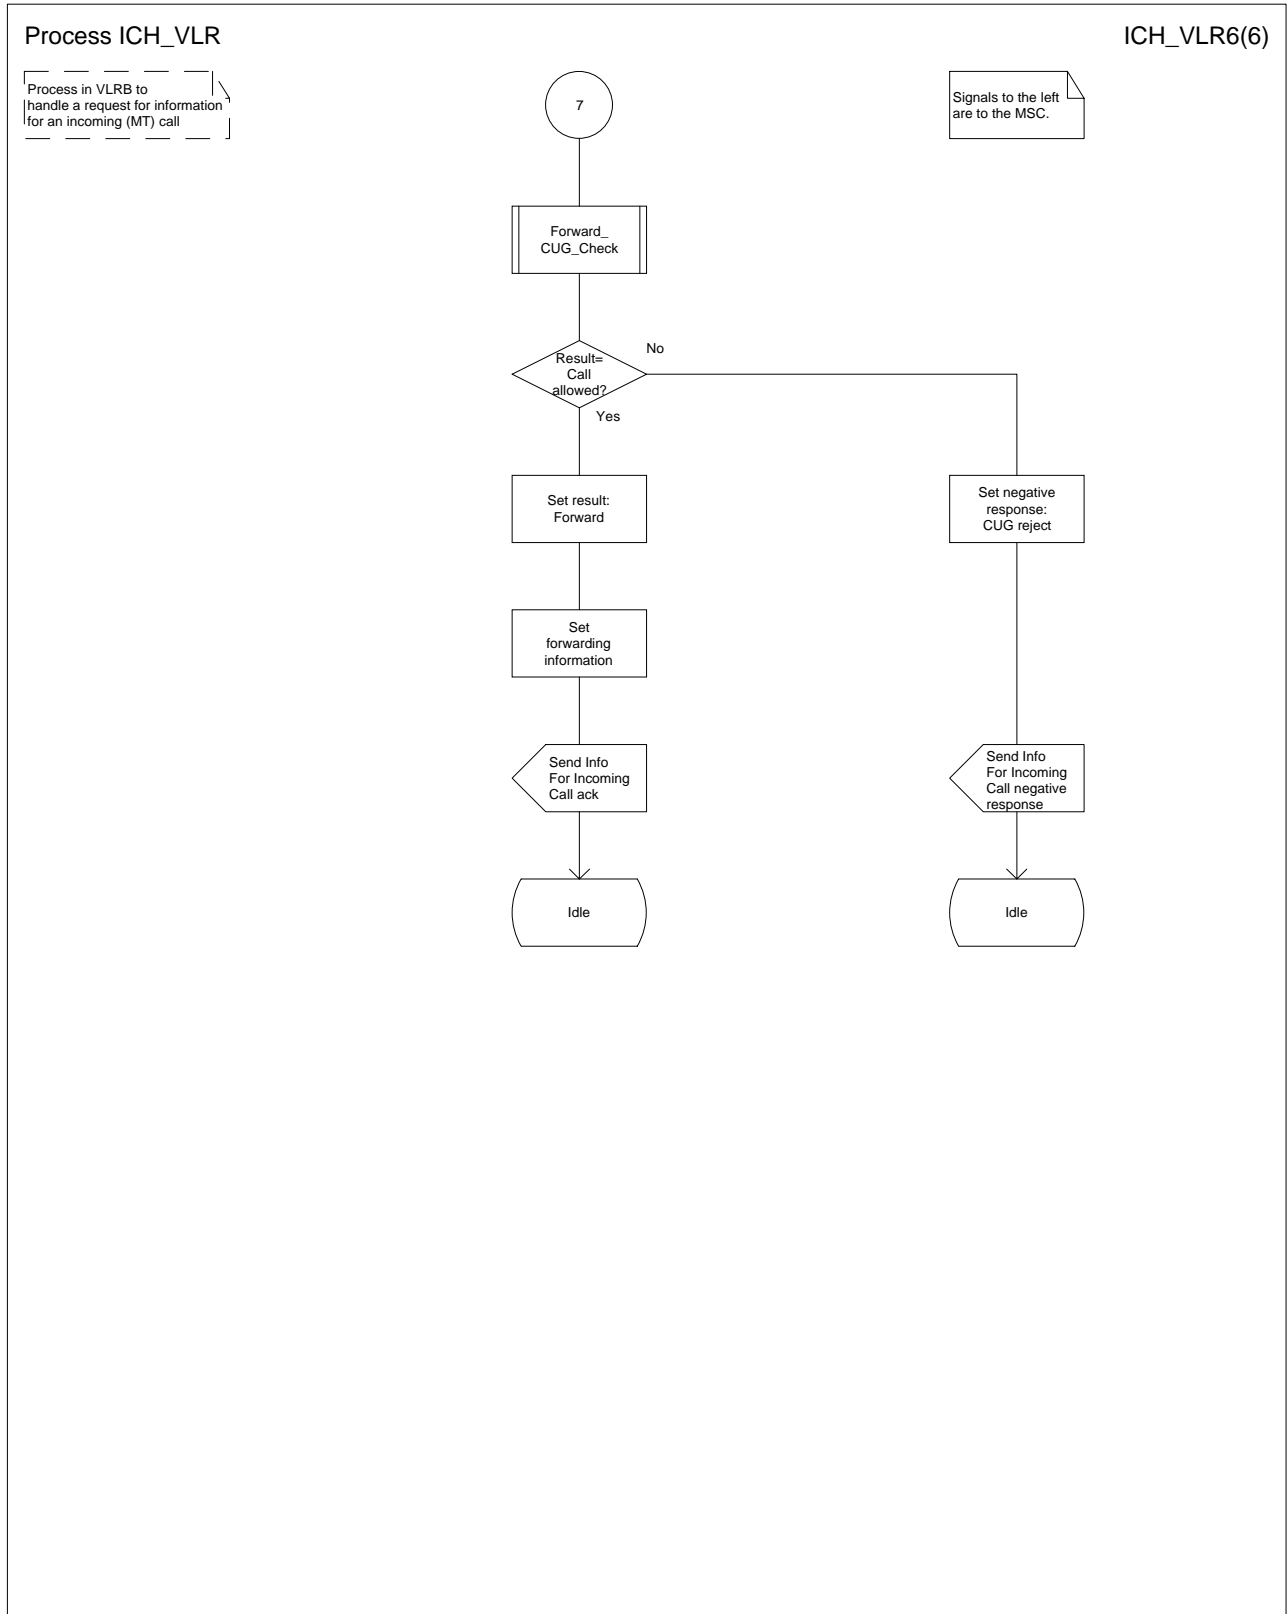 Process ICH_VLR
ICH_VLR6(6)
Process in VLRB to
handle a request for information
for an incoming (MT) call
7
Signals to the left
are to the MSC.
Forward_
CUG_Check
Result=
Call
allowed?
No
Yes
Set result:
Forward
Set negative
response:
CUG reject
Set
forwarding
information
Send Info
For Incoming
Call ack
Send Info
For Incoming
Call negative
response
Idle
Idle